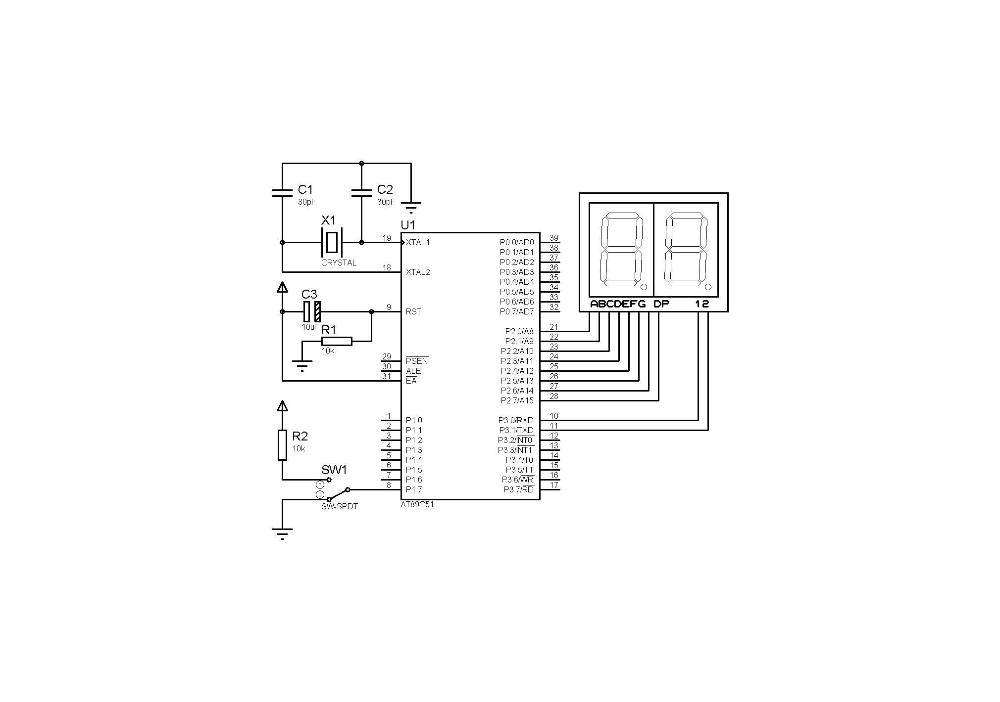 C1
30pF
C2
30pF
X1
CRYSTAL
U1
19
XTAL1
18
XTAL2
C3
10uF
9
RST
R1
10k
29
PSEN
30
ALE
31
EA
R2
10k
SW1
SW-SPDT
1
P1.0
2
P1.1
3
P1.2
4
P1.3
5
P1.4
6
P1.5
7
P1.6
8
P1.7
AT89C51
P0.0/AD0
39
P0.1/AD1
38
P0.2/AD2
37
P0.3/AD3
36
P0.4/AD4
35
P0.5/AD5
34
P0.6/AD6
33
P0.7/AD7
32
P2.0/A8
21
P2.1/A9
22
P2.2/A10
23
P2.3/A11
24
P2.4/A12
25
P2.5/A13
26
P2.6/A14
27
P2.7/A15
28
P3.0/RXD
10
P3.1/TXD
11
P3.2/INT0
12
P3.3/INT1
13
P3.4/T0
14
P3.5/T1
15
P3.6/WR
16
P3.7/RD
17
ABCDEFG DP 12